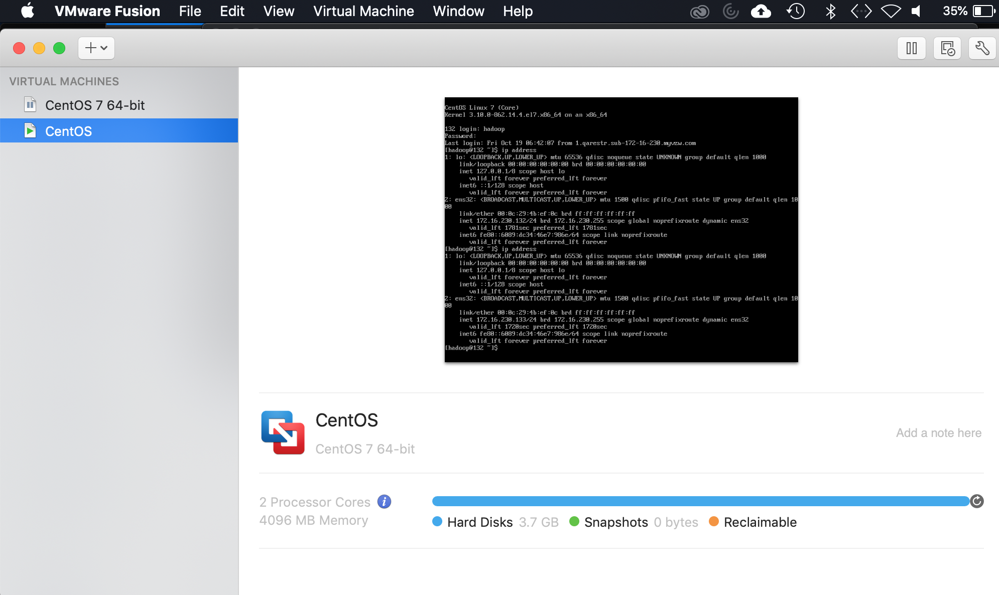 VMware Fusion File Edit View Virtual Machine Window Help 35%
VIRTUAL MACHINES
CentOS 7 64-bit
CentOS
CentOS Linux 7 (Core)
Kernel 3.10.0-862.14.4.el7.x86_64 on an x86_64
132 login: hadoop
Password:
Last login: Fri Oct 19 06:42:07 from 1.qarestr.sub-172-16-230.myvzw.com
[hadoop@132 ~]$ ip address
1: lo: <LOOPBACK,UP,LOWER_UP> mtu 65536 qdisc noqueue state UNKNOWN group default qlen 1000
link/loopback 00:00:00:00:00:00 brd 00:00:00:00:00:00
inet 127.0.0.1/8 scope host lo
valid_lft forever preferred_lft forever
inet6 ::1/128 scope host
valid_lft forever preferred_lft forever
2: ens32: <BROADCAST,MULTICAST,UP,LOWER_UP> mtu 1500 qdisc pfifo_fast state UP group default qlen 10
00
link/ether 00:0c:29:4b:ef:0c brd ff:ff:ff:ff:ff:ff
inet 172.16.230.132/24 brd 172.16.230.255 scope global noprefixroute dynamic ens32
valid_lft 1781sec preferred_lft 1781sec
inet6 fe80::6089:dc34:46e7:986e/64 scope link noprefixroute
valid_lft forever preferred_lft forever
[hadoop@132 ~]$ ip address
1: lo: <LOOPBACK,UP,LOWER_UP> mtu 65536 qdisc noqueue state UNKNOWN group default qlen 1000
link/loopback 00:00:00:00:00:00 brd 00:00:00:00:00:00
inet 127.0.0.1/8 scope host lo
valid_lft forever preferred_lft forever
inet6 ::1/128 scope host
valid_lft forever preferred_lft forever
2: ens32: <BROADCAST,MULTICAST,UP,LOWER_UP> mtu 1500 qdisc pfifo_fast state UP group default qlen 10
00
link/ether 00:0c:29:4b:ef:0c brd ff:ff:ff:ff:ff:ff
inet 172.16.230.133/24 brd 172.16.230.255 scope global noprefixroute dynamic ens32
valid_lft 1720sec preferred_lft 1720sec
inet6 fe80::6089:dc34:46e7:986e/64 scope link noprefixroute
valid_lft forever preferred_lft forever
[hadoop@132 ~]$
CentOS
CentOS 7 64-bit
Add a note here
2 Processor Cores
4096 MB Memory
Hard Disks 3.7 GB Snapshots 0 bytes Reclaimable